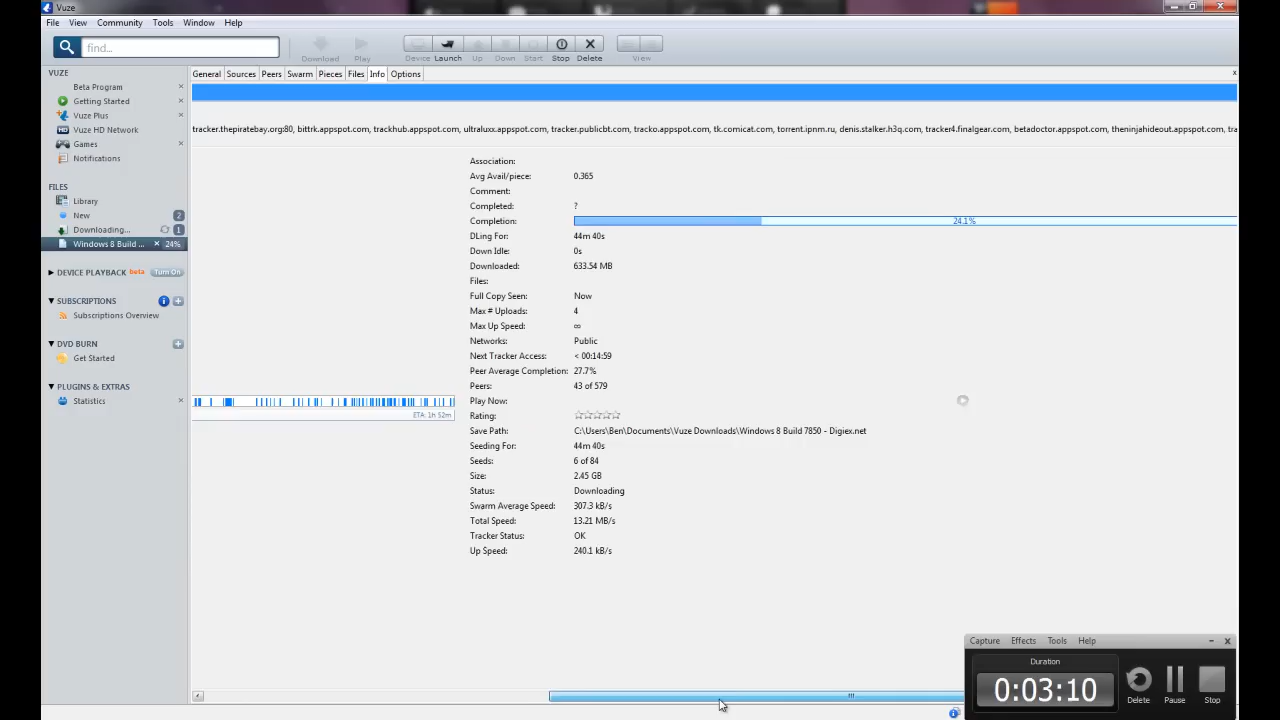 Vuze
File View Community Tools Window Help
find...
Download Play Device Launch Up Down Start Stop Delete View
VUZE
Beta Program
Getting Started
Vuze Plus
HD Vuze HD Network
Games
Notifications
FILES
Library
New 2
Downloading... 1
Windows 8 Build ... 24%
DEVICE PLAYBACK beta Turn On
SUBSCRIPTIONS
Subscriptions Overview
DVD BURN
Get Started
PLUGINS & EXTRAS
Statistics
General Sources Peers Swarm Pieces Files Info Options
tracker.thepiratebay.org:80, bittrk.appspot.com, trackhub.appspot.com, ultraluxx.appspot.com, tracker.publicbt.com, tracko.appspot.com, tk.comicat.com, torrent.ipnm.ru, denis.stalker.h3q.com, tracker4.finalgear.com, betadoctor.appspot.com, theninjahideout.appspot.com, tra
Association:
Avg Avail/piece: 0.365
Comment:
Completed: ?
Completion: 24.1%
DLing For: 44m 40s
Down Idle: 0s
Downloaded: 633.54 MB
Files:
Full Copy Seen: Now
Max # Uploads: 4
Max Up Speed: ∞
Networks: Public
Next Tracker Access: < 00:14:59
Peer Average Completion: 27.7%
Peers: 43 of 579
Play Now:
Rating:
ETA: 1h 52m
Save Path: C:\Users\Ben\Documents\Vuze Downloads\Windows 8 Build 7850 - Digiex.net
Seeding For: 44m 40s
Seeds: 6 of 84
Size: 2.45 GB
Status: Downloading
Swarm Average Speed: 307.3 kB/s
Total Speed: 13.21 MB/s
Tracker Status: OK
Up Speed: 240.1 kB/s
Capture Effects Tools Help
Duration
0:03:10
Delete Pause Stop